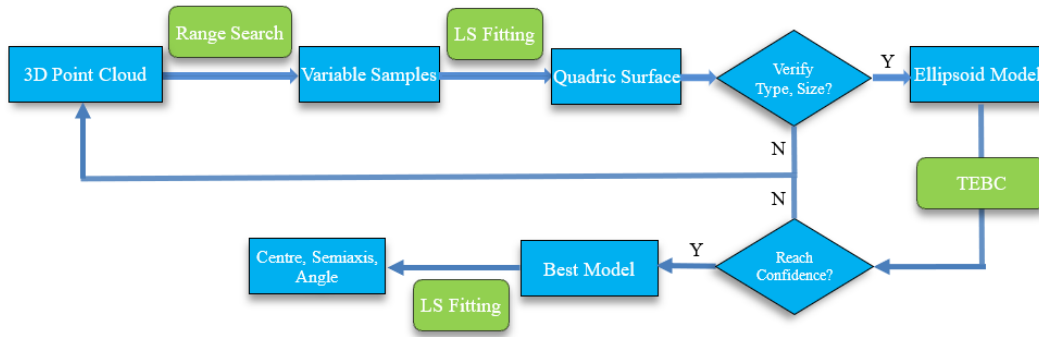 Range Search
LS Fitting
3D Point Cloud
Variable Samples
Quadric Surface
Verify
Type, Size?
Y
Ellipsoid Model
N
TEBC
N
Centre, Semiaxis,
Angle
LS Fitting
Best Model
Y
Reach
Confidence?